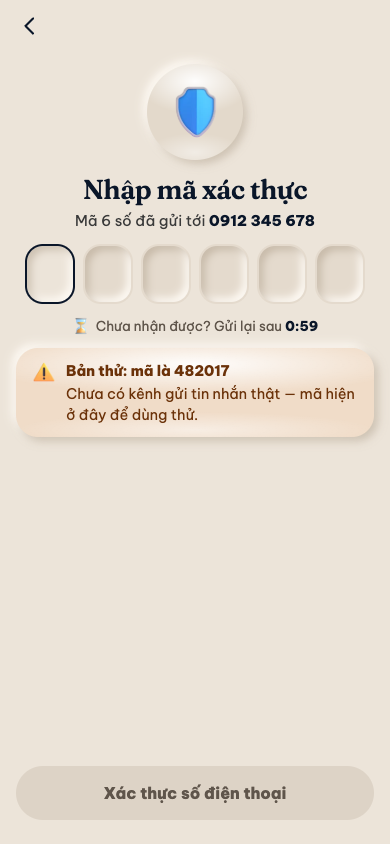 Nhập mã xác thực
Mã 6 số đã gửi tới 0912 345 678
Chưa nhận được? Gửi lại sau 0:59
Bản thử: mã là 482017
Chưa có kênh gửi tin nhắn thật — mã hiện
ở đây để dùng thử.
Xác thực số điện thoại